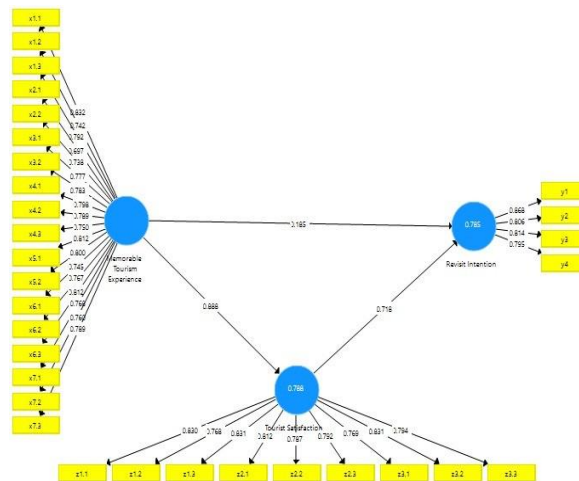 x1.1
x1.2
x1.3
x2.1
x2.2
x3.1
x3.2
x4.1
x4.2
x4.3
x5.1
x5.2
x6.1
x6.2
x6.3
x7.1
x7.2
x7.3
0.832
0.742
0.792
0.697
0.738
0.777
0.783
0.798
0.789
0.750
0.812
0.800
0.745
0.767
0.812
0.760
0.789
Memorable
Tourism
Experience
0.185
0.888
0.718
0.785
Revisit Intention
0.868
0.806
0.814
0.795
y1
y2
y3
y4
0.788
Tourist Satisfaction
0.830
0.768
0.831
0.812
0.787
0.792
0.769
0.831
0.794
z1.1
z1.2
z1.3
z2.1
z2.2
z2.3
z3.1
z3.2
z3.3